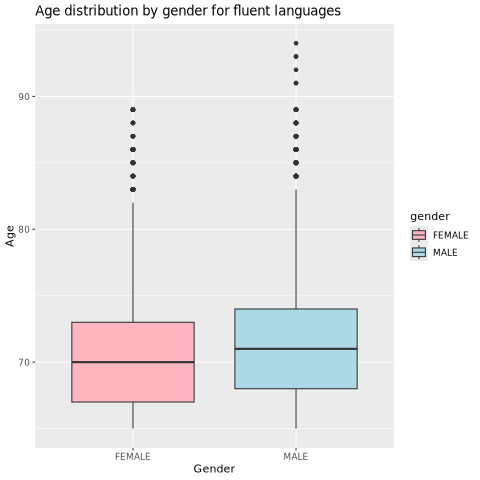 Age distribution by gender for fluent languages
90
80
70
Age
FEMALE
MALE
Gender
gender
FEMALE
MALE